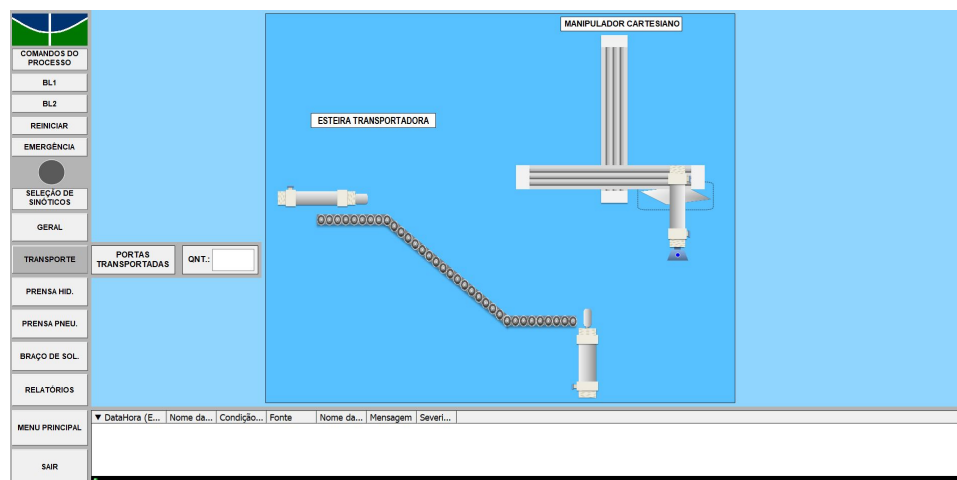 MANIPULADOR CARTESIANO
COMANDOS DO
PROCESSO
BL1
BL2
REINICIAR
EMERGÊNCIA
ESTEIRA TRANSPORTADORA
SELEÇÃO DE
SINÓTICOS
GERAL
TRANSPORTE
PORTAS
TRANSPORTADAS
QNT.:
PRENSA HID.
PRENSA PNEU.
BRAÇO DE SOL.
RELATÓRIOS
MENU PRINCIPAL
SAIR
▼ DataHora (E... Nome da... Condição... Fonte Nome da... Mensagem Severi...